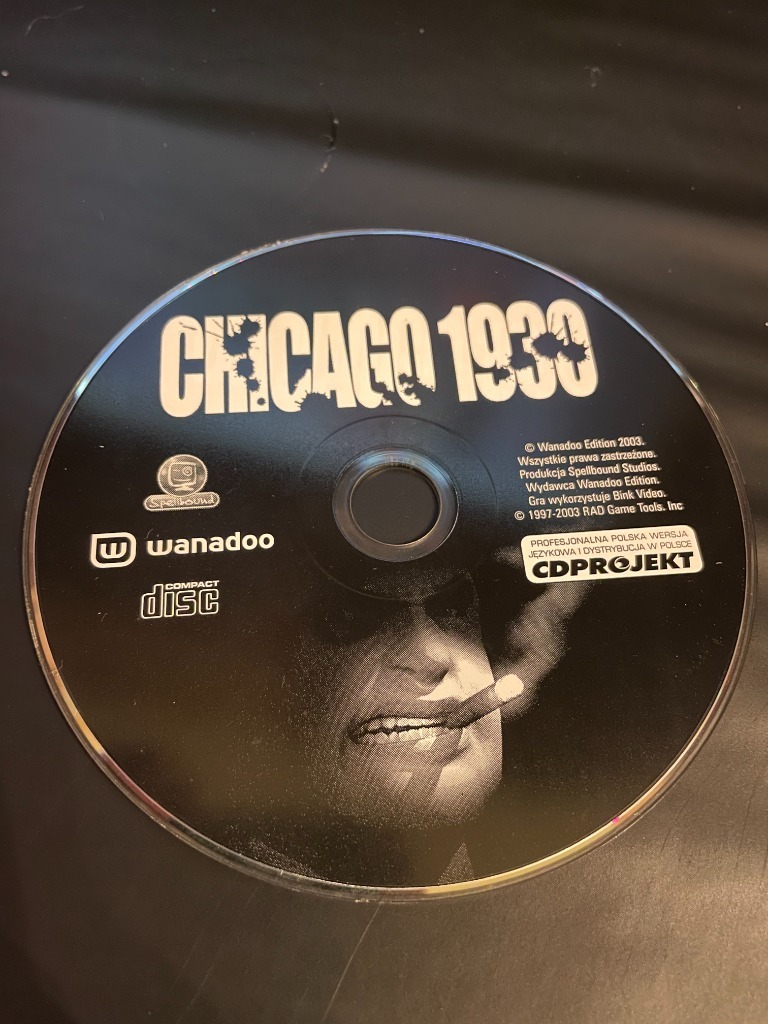 CHICAGO 1930
© Wanadoo Edition 2003.
Wszystkie prawa zastrzeżone.
Produkcja Spellbound Studios.
Wydawca Wanadoo Edition.
Gra wykorzystuje Bink Video.
© 1997-2003 RAD Game Tools. Inc
Spellbound
wanadoo
PROFESJONALNA POLSKA WERSJA
JĘZYKOWA I DYSTRYBUCJA W POLSCE
CDPROJEKT
COMPACT
disc